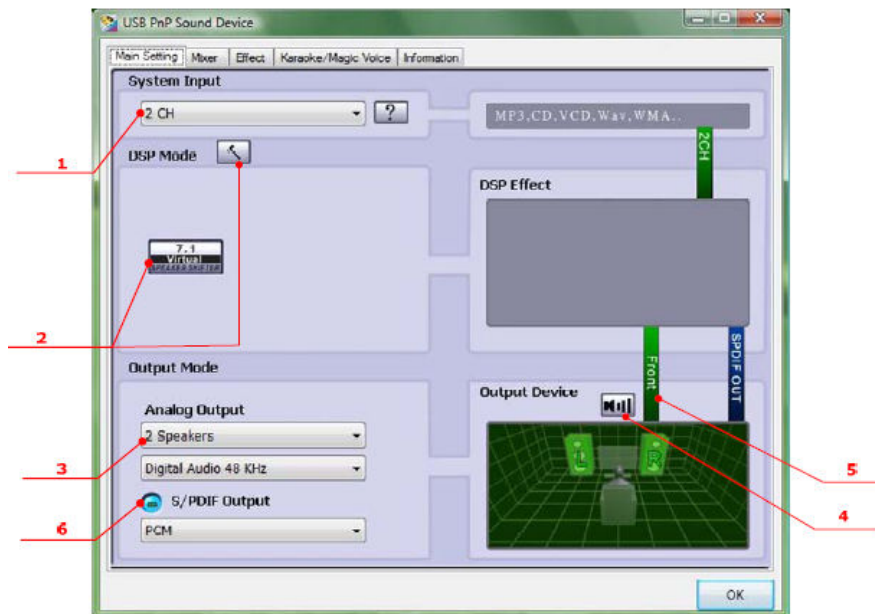 USB PnP Sound Device
Main Setting Mixer Effect Karaoke/Magic Voice Information
System Input
2 CH
?
MP3,CD,VCD,Wav,WMA..
2CH
1
DSP Mode
DSP Effect
7.1
Virtual
SPEAKER SHIFTER
2
Output Mode
Front
SPDIF OUT
Output Device
Analog Output
2 Speakers
L
R
3
Digital Audio 48 KHz
5
S/PDIF Output
4
6
PCM
OK